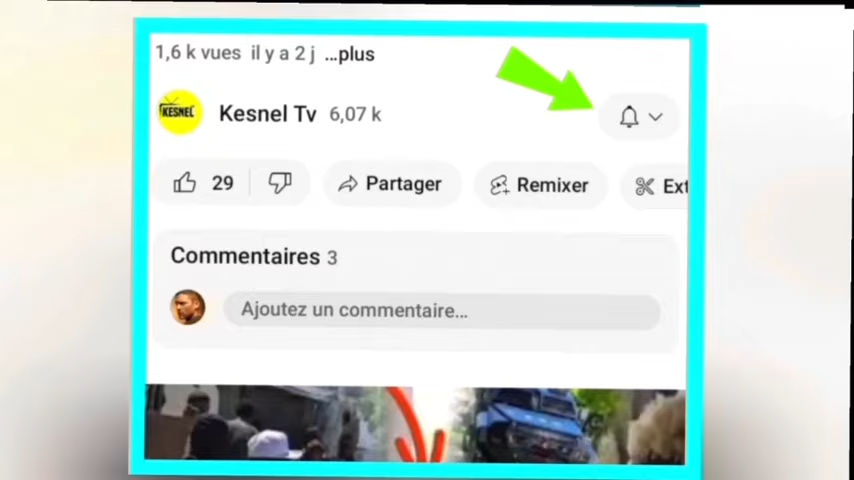 1,6 k vues il y a 2 j ...plus
KESNEL
Kesnel Tv 6,07 k
29 Partager Remixer Ext
Commentaires 3
Ajoutez un commentaire...